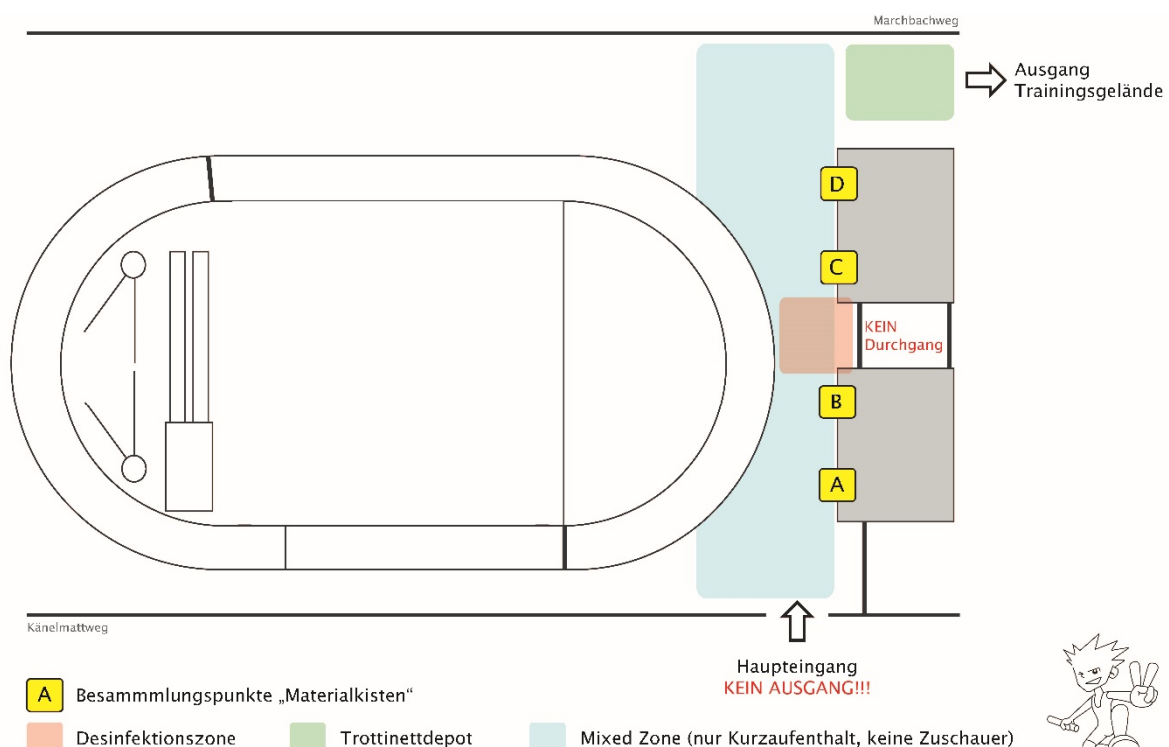 Marchbachweg
Ausgang
Trainingsgelände
D
C
KEIN
Durchgang
B
A
Känelmattweg
Haupteingang
KEIN AUSGANG!!!
A Besammmlungspunkte „Materialkisten“
Desinfektionszone Trottinettdepot Mixed Zone (nur Kurzaufenthalt, keine Zuschauer)